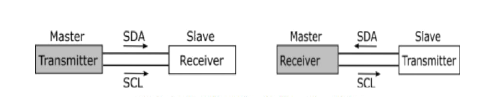 Master SDA Slave
Transmitter Receiver
SCL
Master SDA Slave
Receiver Transmitter
SCL